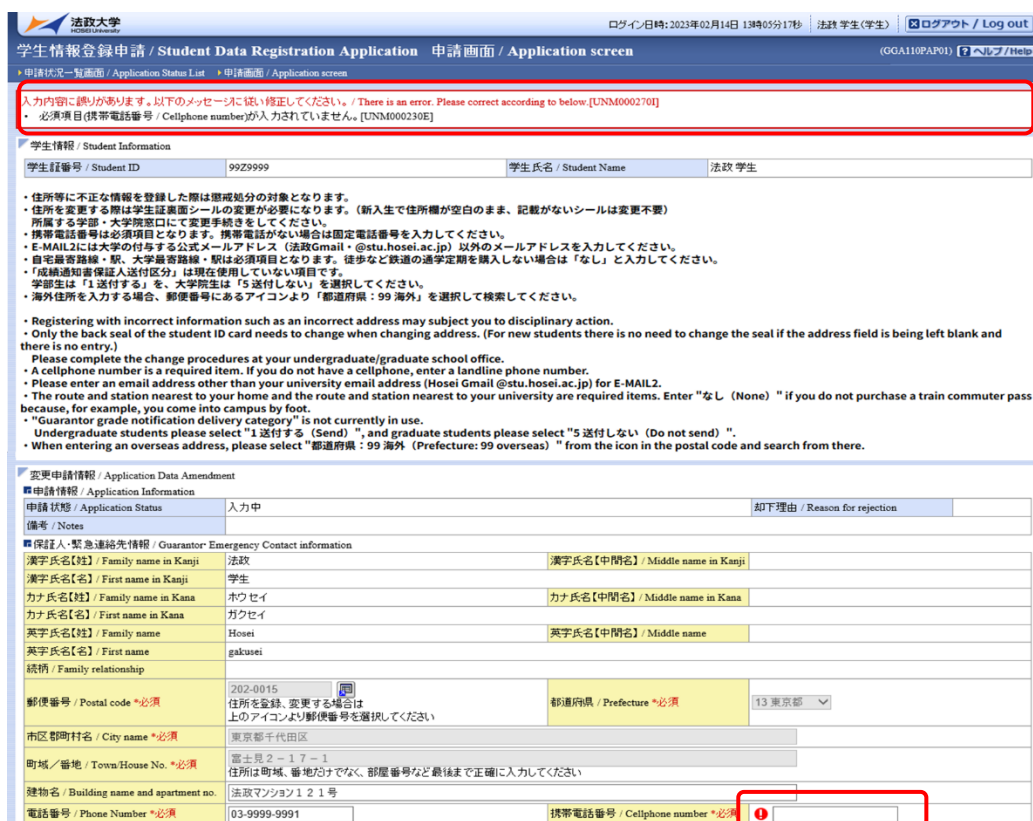 法政大学
HOSEI University
ログイン日時:2023年02月14日 13時05分17秒 法政 学生(学生) ログアウト / Log out
学生情報登録申請 / Student Data Registration Application 申請画面 / Application screen (GGA110PAP01) ヘルプ/Help
申請状況一覧画面 / Application Status List 申請画面 / Application screen
入力内容に誤りがあります。以下のメッセージに従い修正してください。 / There is an error. Please correct according to below.[UNM000270I]
・ 必須項目(携帯電話番号 / Cellphone number)が入力されていません。[UNM000230E]
学生情報 / Student Information
学生証番号 / Student ID 99Z9999 学生氏名 / Student Name 法政 学生
・住所等に不正な情報を登録した際は懲戒処分の対象となります。
・住所を変更する際は学生証裏面シールの変更が必要になります。(新入生で住所欄が空白のまま、記載がないシールは変更不要)
所属する学部・大学院窓口にて変更手続きをしてください。
・携帯電話番号は必須項目となります。携帯電話がない場合は固定電話番号を入力してください。
・E-MAIL2には大学の付与する公式メールアドレス(法政Gmail・@stu.hosei.ac.jp)以外のメールアドレスを入力してください。
・自宅最寄路線・駅、大学最寄路線・駅は必須項目となります。徒歩など鉄道の通学定期を購入しない場合は「なし」と入力してください。
・「成績通知書保証人送付区分」は現在使用していない項目です。
学部生は「1 送付する」を、大学院生は「5 送付しない」を選択してください。
・海外住所を入力する場合、郵便番号にあるアイコンより「都道府県:99 海外」を選択して検索してください。
・Registering with incorrect information such as an incorrect address may subject you to disciplinary action.
・Only the back seal of the student ID card needs to change when changing address. (For new students there is no need to change the seal if the address field is being left blank and
there is no entry.)
Please complete the change procedures at your undergraduate/graduate school office.
・A cellphone number is a required item. If you do not have a cellphone, enter a landline phone number.
・Please enter an email address other than your university email address (Hosei Gmail @stu.hosei.ac.jp) for E-MAIL2.
・The route and station nearest to your home and the route and station nearest to your university are required items. Enter "なし(None)" if you do not purchase a train commuter pass
because, for example, you come into campus by foot.
・"Guarantor grade notification delivery category" is not currently in use.
Undergraduate students please select "1 送付する(Send)", and graduate students please select "5 送付しない(Do not send)".
・When entering an overseas address, please select "都道府県:99 海外(Prefecture: 99 overseas)" from the icon in the postal code and search from there.
変更申請情報 / Application Data Amendment
申請情報 / Application Information
申請状態 / Application Status 入力中 却下理由 / Reason for rejection
備考 / Notes
保証人・緊急連絡先情報 / Guarantor・Emergency Contact information
漢字氏名【姓】 / Family name in Kanji 法政 漢字氏名【中間名】 / Middle name in Kanji
漢字氏名【名】 / First name in Kanji 学生
カナ氏名【姓】 / Family name in Kana ホウセイ カナ氏名【中間名】 / Middle name in Kana
カナ氏名【名】 / First name in Kana ガクセイ
英字氏名【姓】 / Family name Hosei 英字氏名【中間名】 / Middle name
英字氏名【名】 / First name gakusei
続柄 / Family relationship
郵便番号 / Postal code *必須 202-0015 都道府県 / Prefecture *必須 13 東京都
住所を登録、変更する場合は
上のアイコンより郵便番号を選択してください
市区郡町村名 / City name *必須 東京都千代田区
町域/番地 / Town/House No. *必須 富士見2-17-1
住所は町域、番地だけでなく、部屋番号など最後まで正確に入力してください
建物名 / Building name and apartment no. 法政マンション121号
電話番号 / Phone Number *必須 03-9999-9991 携帯電話番号 / Cellphone number *必須